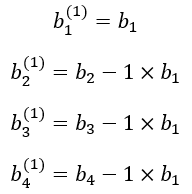 b₁⁽¹⁾ = b₁
b₂⁽¹⁾ = b₂ − 1 × b₁
b₃⁽¹⁾ = b₃ − 1 × b₁
b₄⁽¹⁾ = b₄ − 1 × b₁